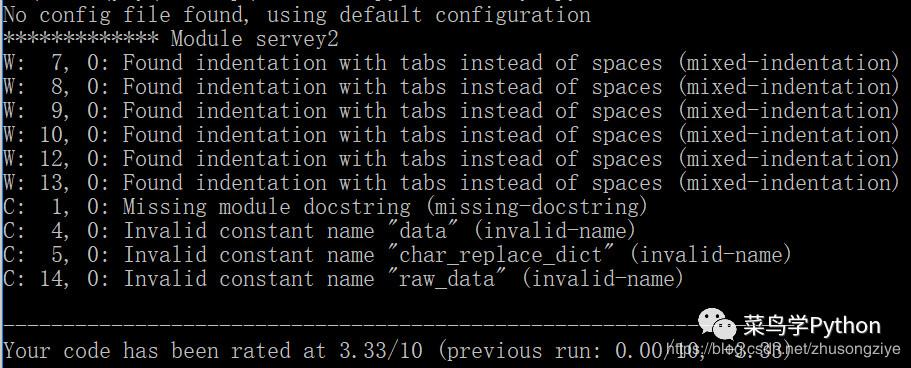 No config file found, using default configuration
************* Module servey2
W:  7, 0: Found indentation with tabs instead of spaces (mixed-indentation)
W:  8, 0: Found indentation with tabs instead of spaces (mixed-indentation)
W:  9, 0: Found indentation with tabs instead of spaces (mixed-indentation)
W: 10, 0: Found indentation with tabs instead of spaces (mixed-indentation)
W: 12, 0: Found indentation with tabs instead of spaces (mixed-indentation)
W: 13, 0: Found indentation with tabs instead of spaces (mixed-indentation)
C:  1, 0: Missing module docstring (missing-docstring)
C:  4, 0: Invalid constant name "data" (invalid-name)
C:  5, 0: Invalid constant name "char_replace_dict" (invalid-name)
C: 14, 0: Invalid constant name "raw_data" (invalid-name)
菜鸟学Python
Your code has been rated at 3.33/10 (previous run: 0.00/10, +3.33)
https://blog.csdn.net/zhusongziye